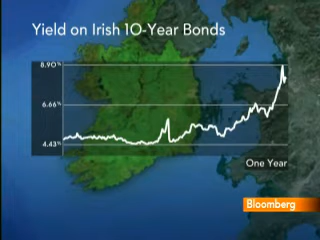 Yield on Irish 10-Year Bonds
8.90%
6.66%
4.43%
One Year
Bloomberg